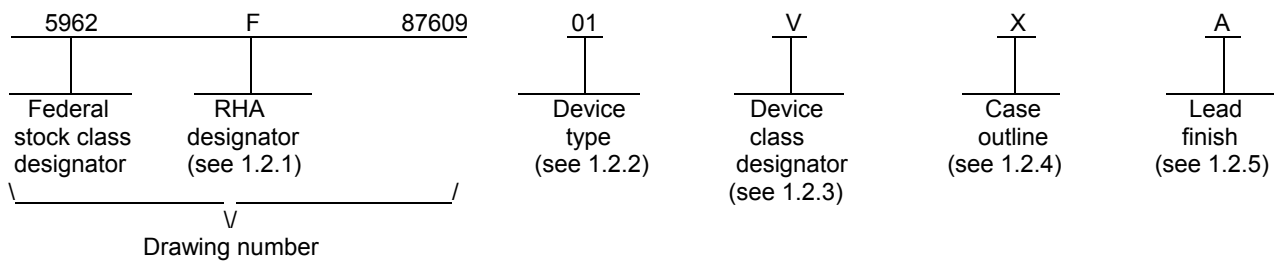 5962 F 87609 01 V X A
Federal stock class designator
RHA designator (see 1.2.1)
Device type (see 1.2.2)
Device class designator (see 1.2.3)
Case outline (see 1.2.4)
Lead finish (see 1.2.5)
\ /
\/
Drawing number